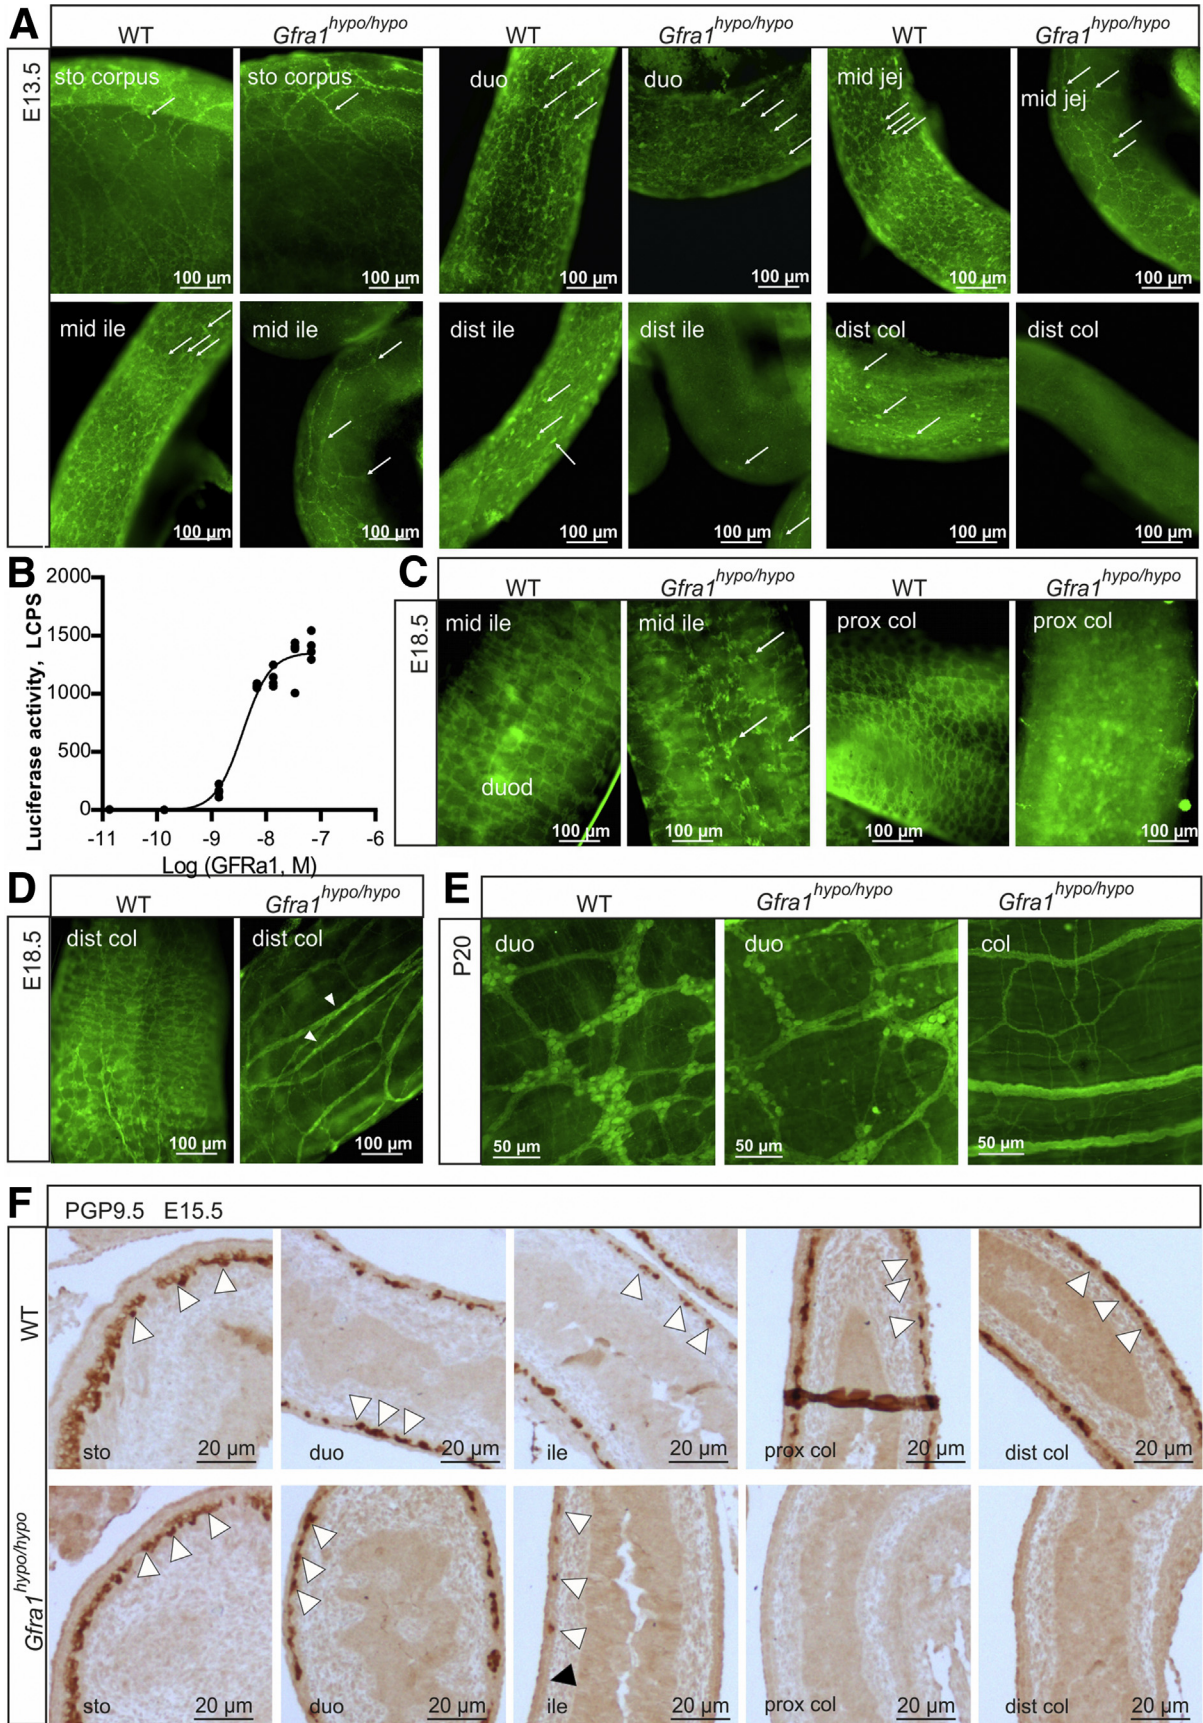 A
WT
Gfra1hypo/hypo
WT
Gfra1hypo/hypo
WT
Gfra1hypo/hypo
E13.5
sto corpus
sto corpus
duo
duo
mid jej
mid jej
100 µm
100 µm
100 µm
100 µm
100 µm
100 µm
mid ile
mid ile
dist ile
dist ile
dist col
dist col
100 µm
100 µm
100 µm
100 µm
100 µm
100 µm
B
Luciferase activity, LCPS
2000
1500
1000
500
0
-11
-10
-9
-8
-7
-6
Log (GFRa1, M)
C
WT
Gfra1hypo/hypo
WT
Gfra1hypo/hypo
E18.5
mid ile
mid ile
prox col
prox col
duod
100 µm
100 µm
100 µm
100 µm
D
WT
Gfra1hypo/hypo
E18.5
dist col
dist col
100 µm
100 µm
E
WT
Gfra1hypo/hypo
Gfra1hypo/hypo
P20
duo
duo
col
50 µm
50 µm
50 µm
F
PGP9.5 E15.5
WT
sto
20 µm
duo
20 µm
ile
20 µm
prox col
20 µm
dist col
20 µm
Gfra1hypo/hypo
sto
20 µm
duo
20 µm
ile
20 µm
prox col
20 µm
dist col
20 µm